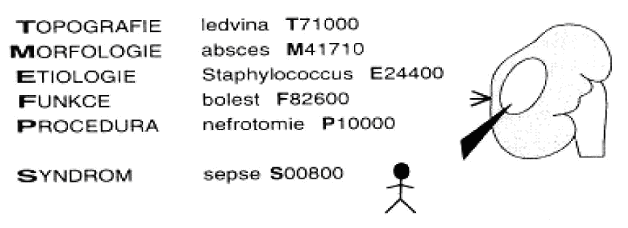 TOPOGRAFIE ledvina T71000
MORFOLOGIE absces M41710
ETIOLOGIE Staphylococcus E24400
FUNKCE bolest F82600
PROCEDURA nefrotomie P10000
SYNDROM sepse S00800